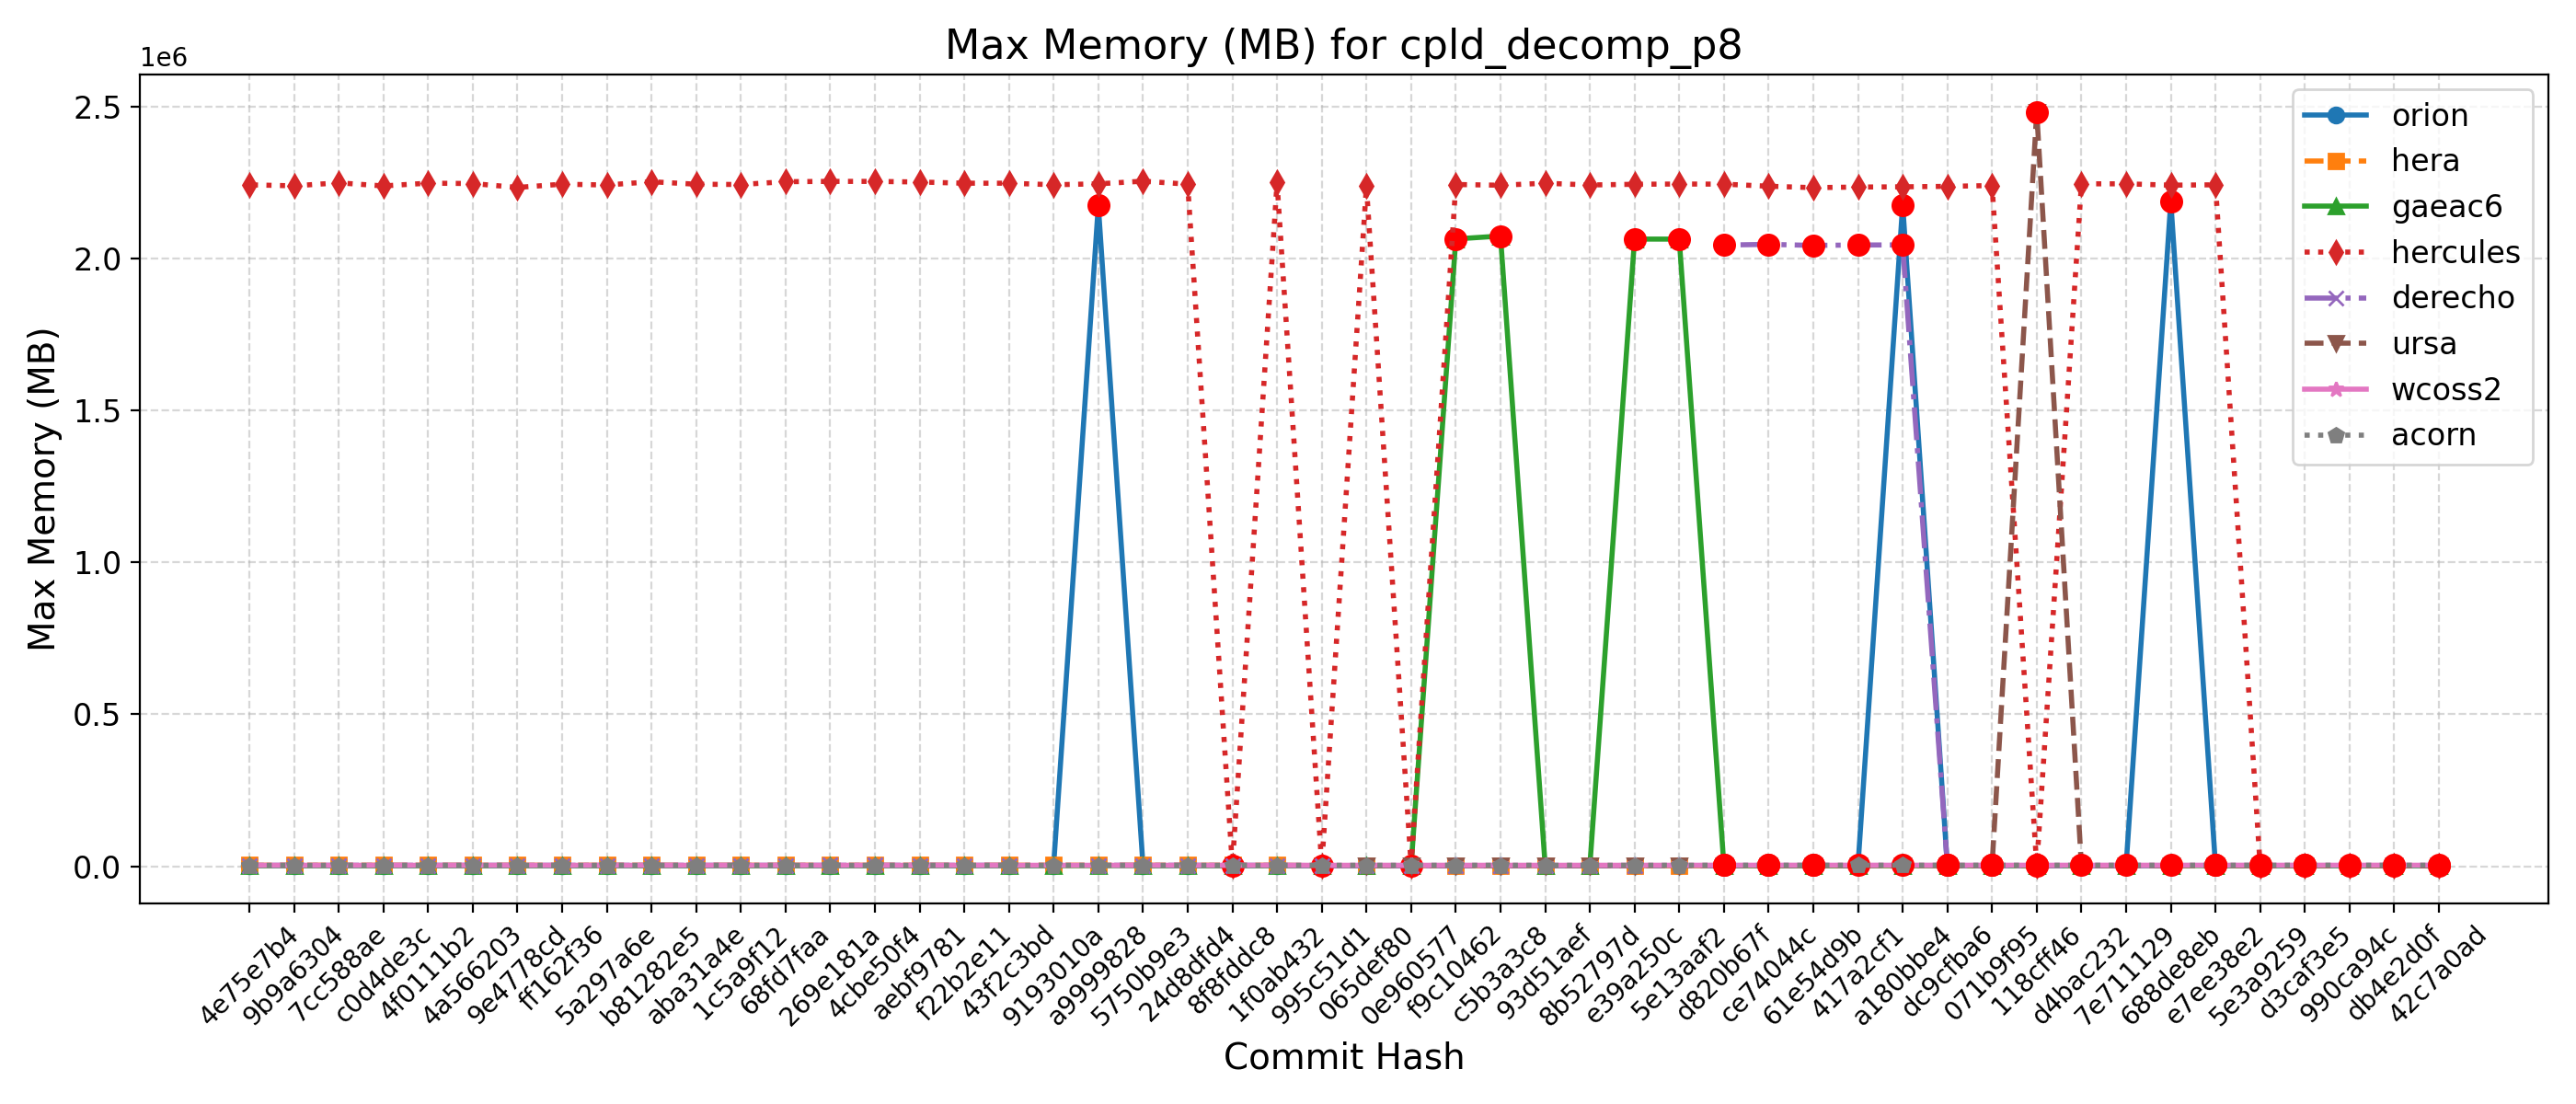 Max Memory (MB) for cpld_decomp_p8
1e6
2.5
2.0
1.5
1.0
0.5
0.0
Max Memory (MB)
orion
hera
gaeac6
hercules
derecho
ursa
wcoss2
acorn
4e75e7b4
9b9a6304
7cc588ae
c0d4de3c
4f0111b2
4a566203
9e4778cd
ff162f36
5a297a6e
b81282e5
aba31a4e
1c5a9f12
68fd7faa
269e181a
4cbe50f4
aebf9781
f22b2e11
43f2c3bd
9193010a
a9999828
5750b9e3
24d8dfd4
8f8fddc8
1f0ab432
995c51d1
065def80
0e960577
f9c10462
c5b3a3c8
93d51aef
8b52797d
e39a250c
5e13aaf2
d820b67f
ce74044c
61e54d9b
417a2cf1
a180bbe4
dc9cfba6
071b9f95
118cff46
d4bac232
7e711129
688de8eb
e7ee38e2
5e3a9259
d3caf3e5
990ca94c
db4e2d0f
42c7a0ad
Commit Hash